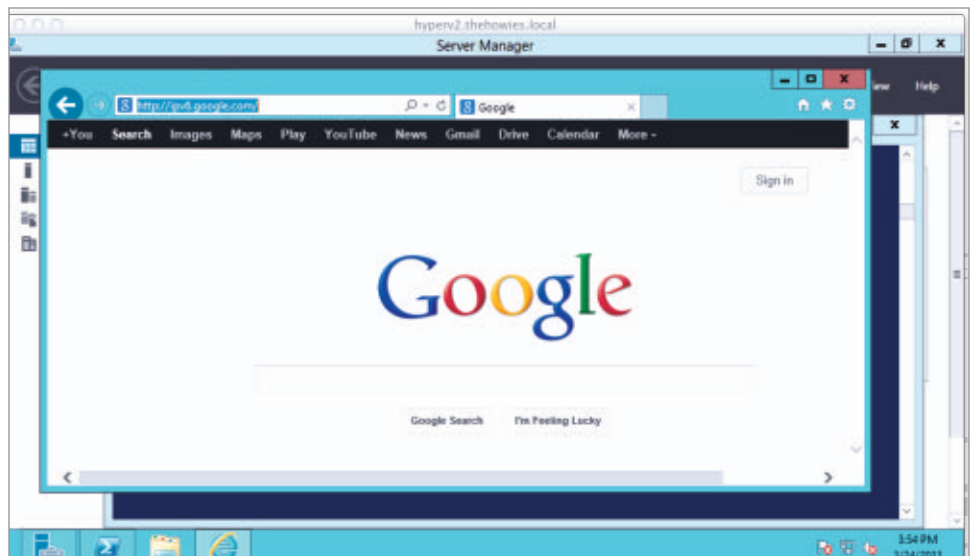 hyperv2.thehowies.local
Server Manager
View Help
http://ipv6.google.com/
Google
+You Search Images Maps Play YouTube News Gmail Drive Calendar More
Sign in
Google
Google Search I'm Feeling Lucky
3:54 PM